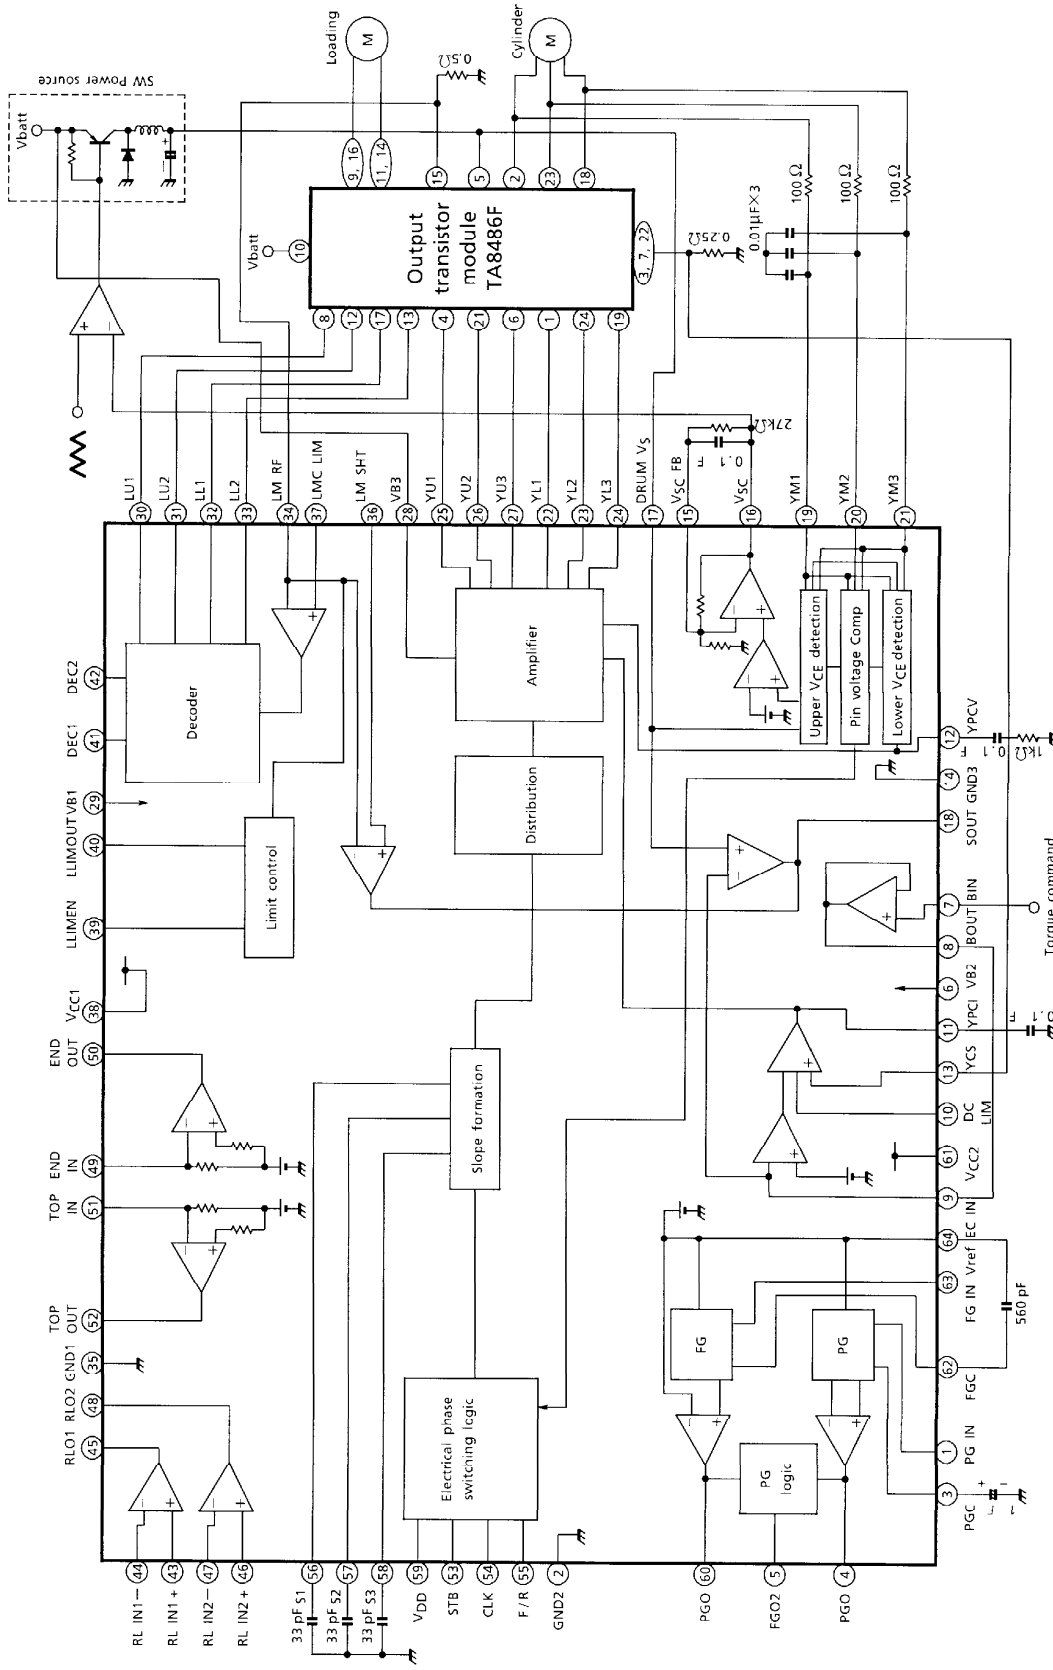 SW Power source
Vbatt
Loading
M
Cylinder
M
0.5Ω
9, 16
11, 14
15
5
2
23
18
Vbatt
10
Output
transistor
module
TA8486F
3, 7, 22
0.25Ω
0.01μF×3
100Ω
100Ω
100Ω
8
12
17
13
4
21
6
1
24
19
+
−
27kΩ
0.1
F
30 LU1
31 LU2
32 LL1
33 LL2
34 LM RF
37 LMC LIM
36 LM SHT
28 VB3
25 YU1
26 YU2
27 YU3
22 YL1
23 YL2
24 YL3
17 DRUM VS
15 VSC FB
16 VSC
19 YM1
20 YM2
21 YM3
DEC2 42
DEC1 41
VB1 29
LLIMOUT 40
LLIMEN 39
VCC1 38
END OUT 50
END IN 49
TOP IN 51
TOP OUT 52
GND1 35
RLO2 48
RLO1 45
Decoder
Limit control
Amplifier
Distribution
Slope formation
Electrical phase
switching logic
Upper VCE detection
Pin voltage Comp
Lower VCE detection
FG
PG
PG
logic
RL IN1− 44
RL IN1+ 43
RL IN2− 47
RL IN2+ 46
33 pF S1 56
33 pF S2 57
33 pF S3 58
VDD 59
STB 53
CLK 54
F/R 55
GND2 2
PGO 60
FGO2 5
PGO 4
12 YPCV
0.1 F
1kΩ
14 GND3
18 SOUT
7 BIN
8 BOUT
Torque command
6 VB2
11 YPCI
0.1 F
13 YCS
10 DC LIM
61 VCC2
9 EC IN
64 Vref
63 FG IN
560 pF
62 FGC
1 PG IN
3 PGC